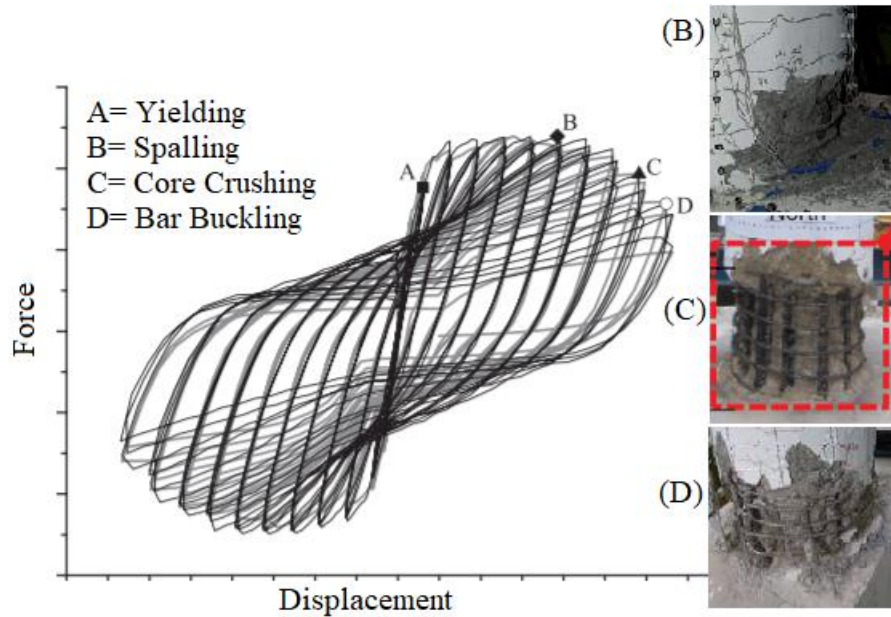 A= Yielding
B= Spalling
C= Core Crushing
D= Bar Buckling
A
B
C
D
Force
Displacement
(B)
(C)
North
(D)